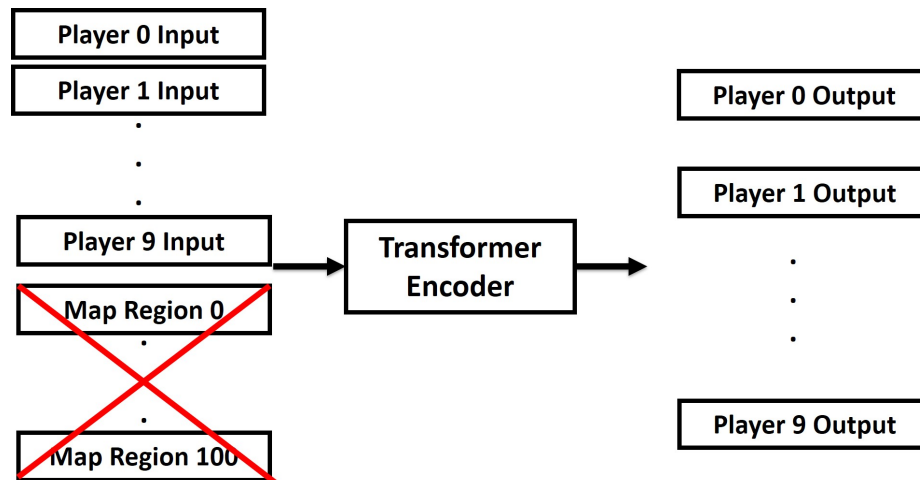 Player 0 Input
Player 1 Input
.
.
.
Player 9 Input
Map Region 0
.
.
Map Region 100
Transformer
Encoder
Player 0 Output
Player 1 Output
.
.
.
Player 9 Output